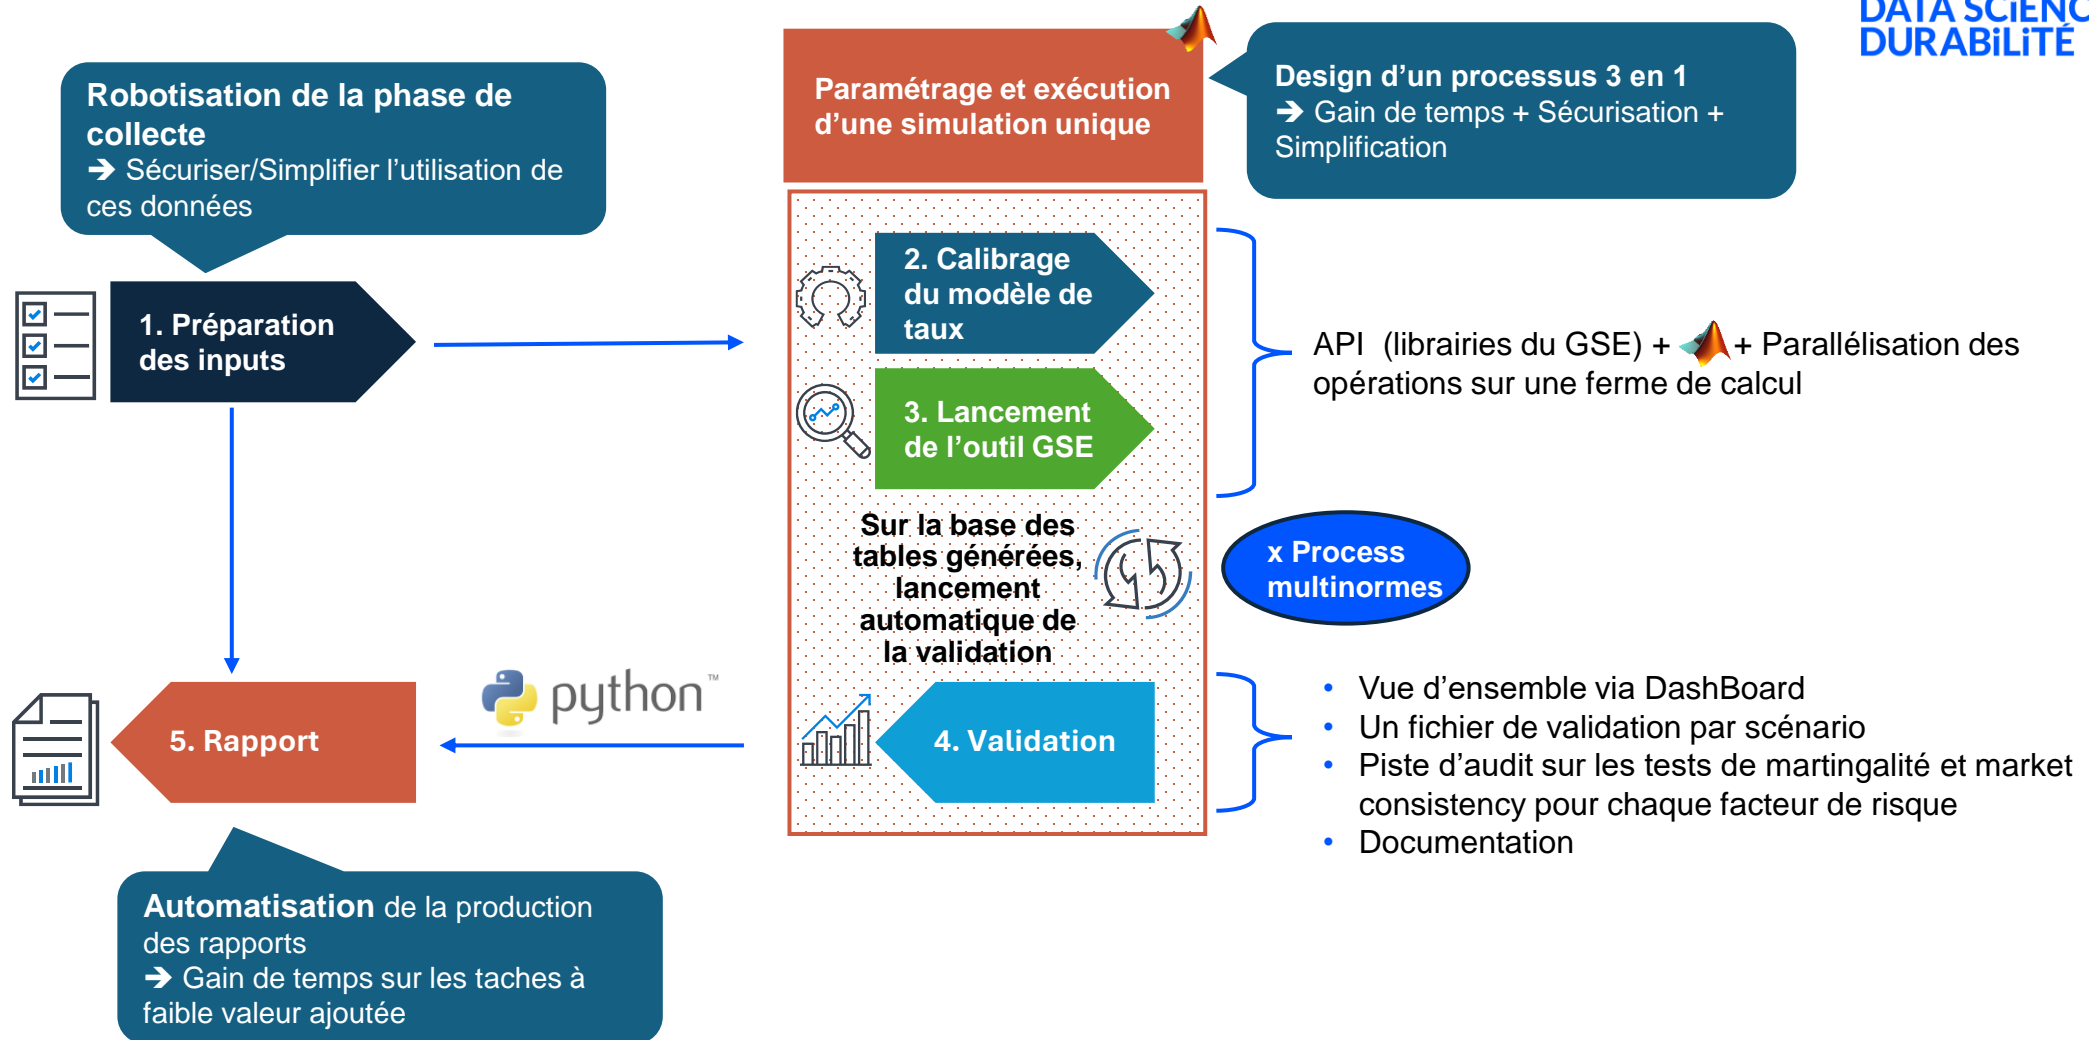 DATA SCiENC
DURABiLiTÉ
Robotisation de la phase de
collecte
➔ Sécuriser/Simplifier l’utilisation de
ces données
Paramétrage et exécution
d’une simulation unique
Design d’un processus 3 en 1
➔ Gain de temps + Sécurisation +
Simplification
1. Préparation
des inputs
2. Calibrage
du modèle de
taux
3. Lancement
de l’outil GSE
API (librairies du GSE) + + Parallélisation des
opérations sur une ferme de calcul
Sur la base des
tables générées,
lancement
automatique de
la validation
x Process
multinormes
5. Rapport
python™
4. Validation
• Vue d’ensemble via DashBoard
• Un fichier de validation par scénario
• Piste d’audit sur les tests de martingalité et market
consistency pour chaque facteur de risque
• Documentation
Automatisation de la production
des rapports
➔ Gain de temps sur les taches à
faible valeur ajoutée